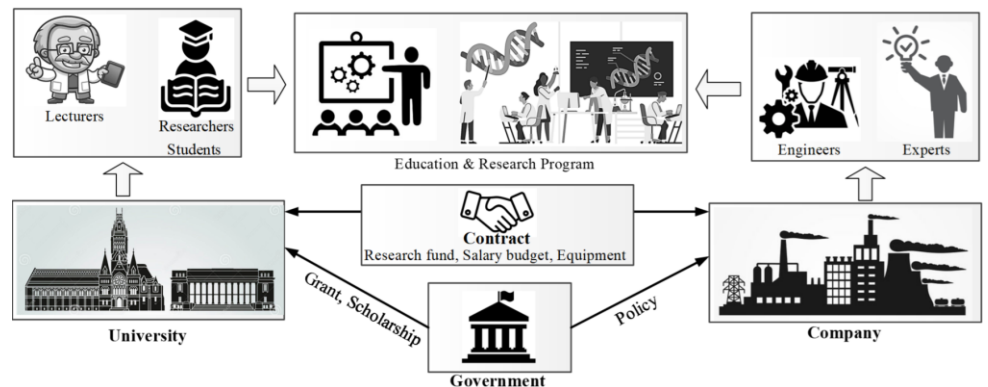 Lecturers
Researchers
Students
Education & Research Program
Engineers
Experts
Contract
Research fund, Salary budget, Equipment
University
Grant, Scholarship
Policy
Company
Government